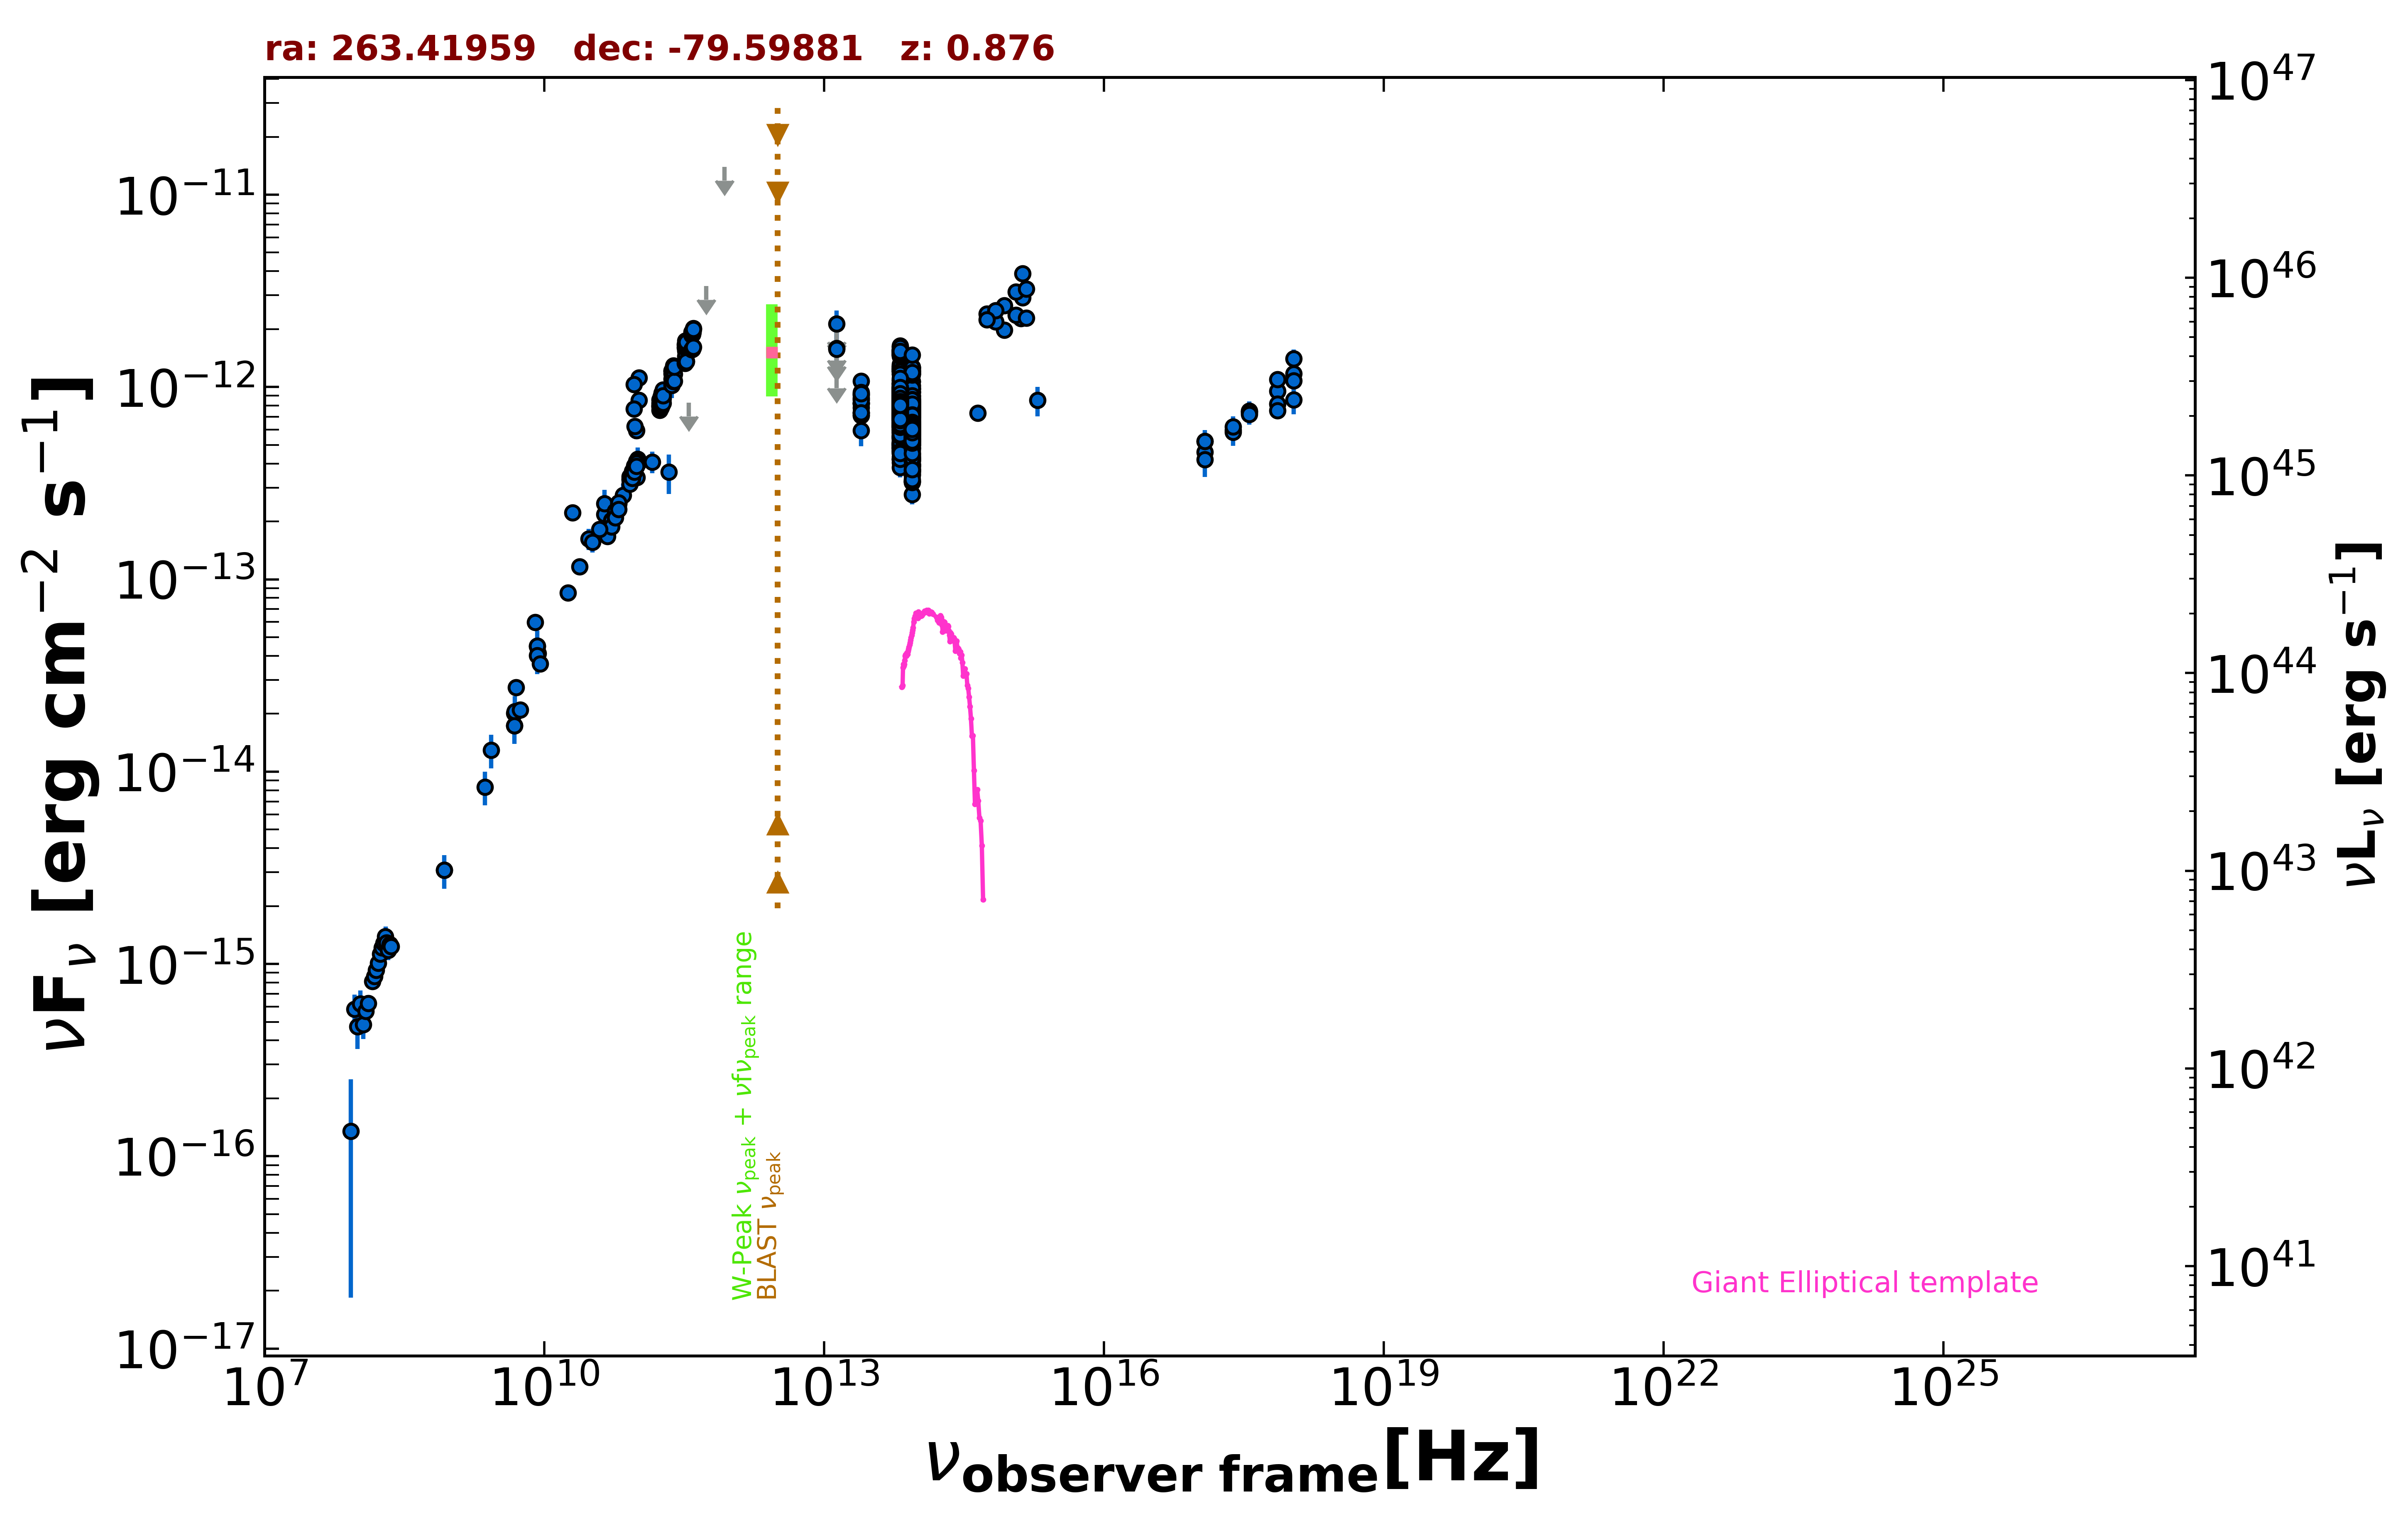 ra: 263.41959   dec: -79.59881   z: 0.876
νF_ν [erg cm⁻² s⁻¹]
10⁻¹¹
10⁻¹²
10⁻¹³
10⁻¹⁴
10⁻¹⁵
10⁻¹⁶
10⁻¹⁷
W-Peak ν_peak + νfν_peak range
BLAST ν_peak
Giant Elliptical template
10⁴⁷
10⁴⁶
10⁴⁵
10⁴⁴
10⁴³
10⁴²
10⁴¹
νL_ν [erg s⁻¹]
10⁷ 10¹⁰ 10¹³ 10¹⁶ 10¹⁹ 10²² 10²⁵
ν_observer frame [Hz]